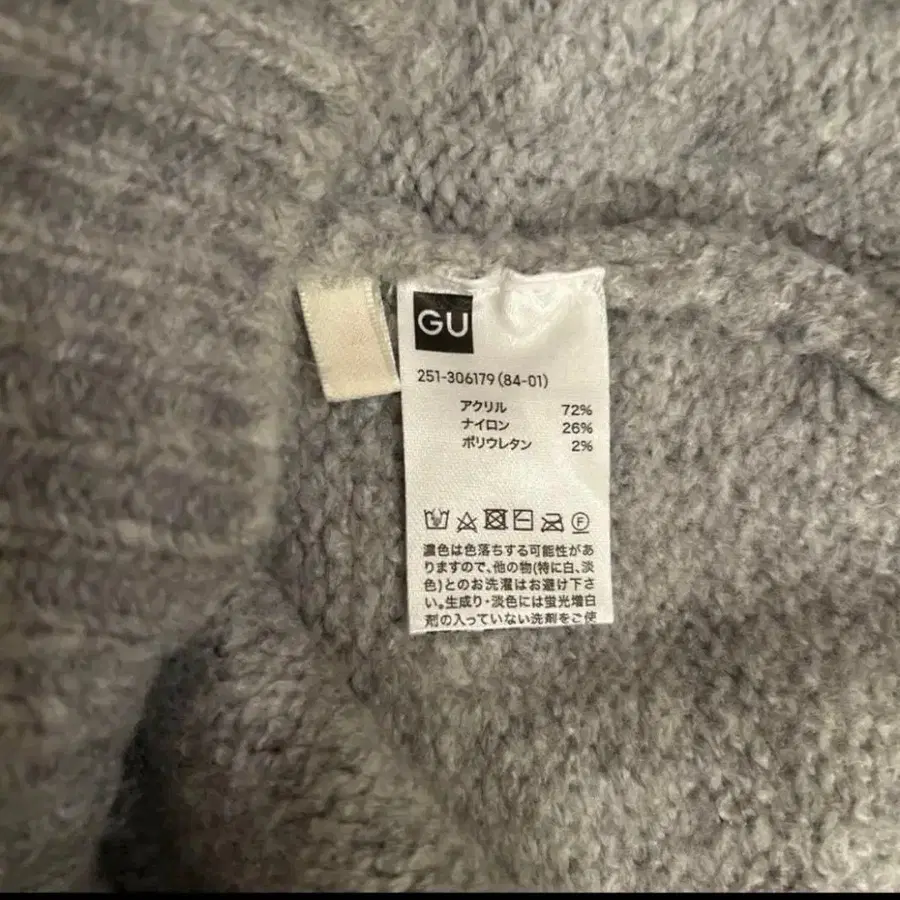 GU
251-306179(84-01)
アクリル 72%
ナイロン 26%
ポリウレタン 2%
F
濃色は色落ちする可能性があ
りますので、他の物(特に白、淡
色)とのお洗濯はお避け下さ
い。生成り・淡色には蛍光増白
剤の入っていない洗剤をご使